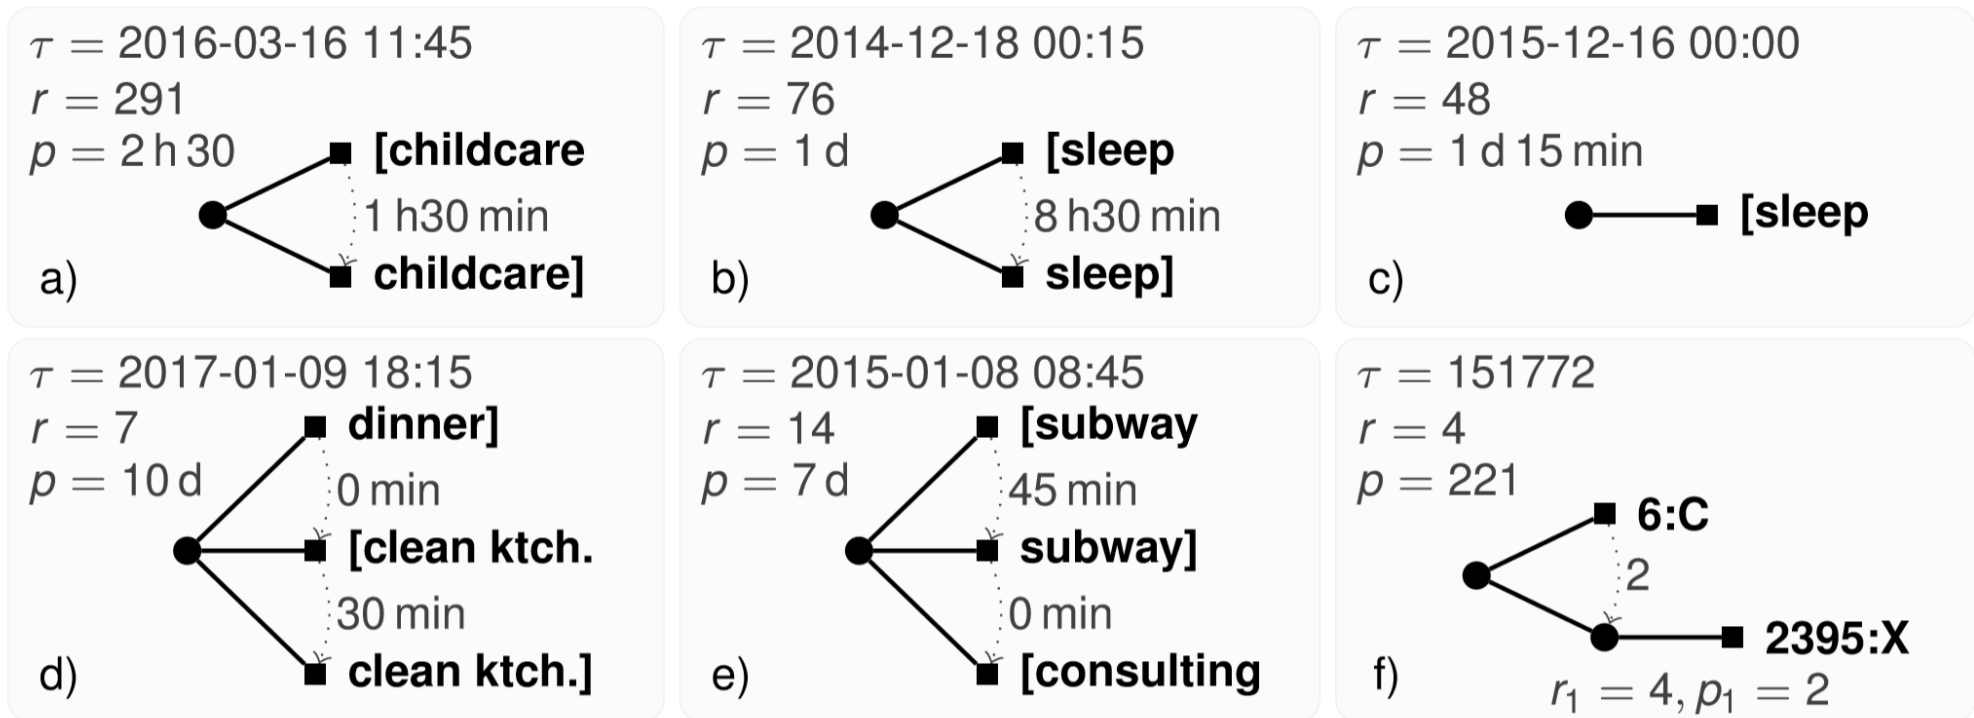 τ = 2016-03-16 11:45
r = 291
p = 2 h 30
[childcare
1 h30 min
childcare]
a)
τ = 2014-12-18 00:15
r = 76
p = 1 d
[sleep
8 h30 min
sleep]
b)
τ = 2015-12-16 00:00
r = 48
p = 1 d 15 min
[sleep
c)
τ = 2017-01-09 18:15
r = 7
p = 10 d
dinner]
0 min
[clean ktch.
30 min
clean ktch.]
d)
τ = 2015-01-08 08:45
r = 14
p = 7 d
[subway
45 min
subway]
0 min
[consulting
e)
τ = 151772
r = 4
p = 221
6:C
2
2395:X
r₁ = 4, p₁ = 2
f)